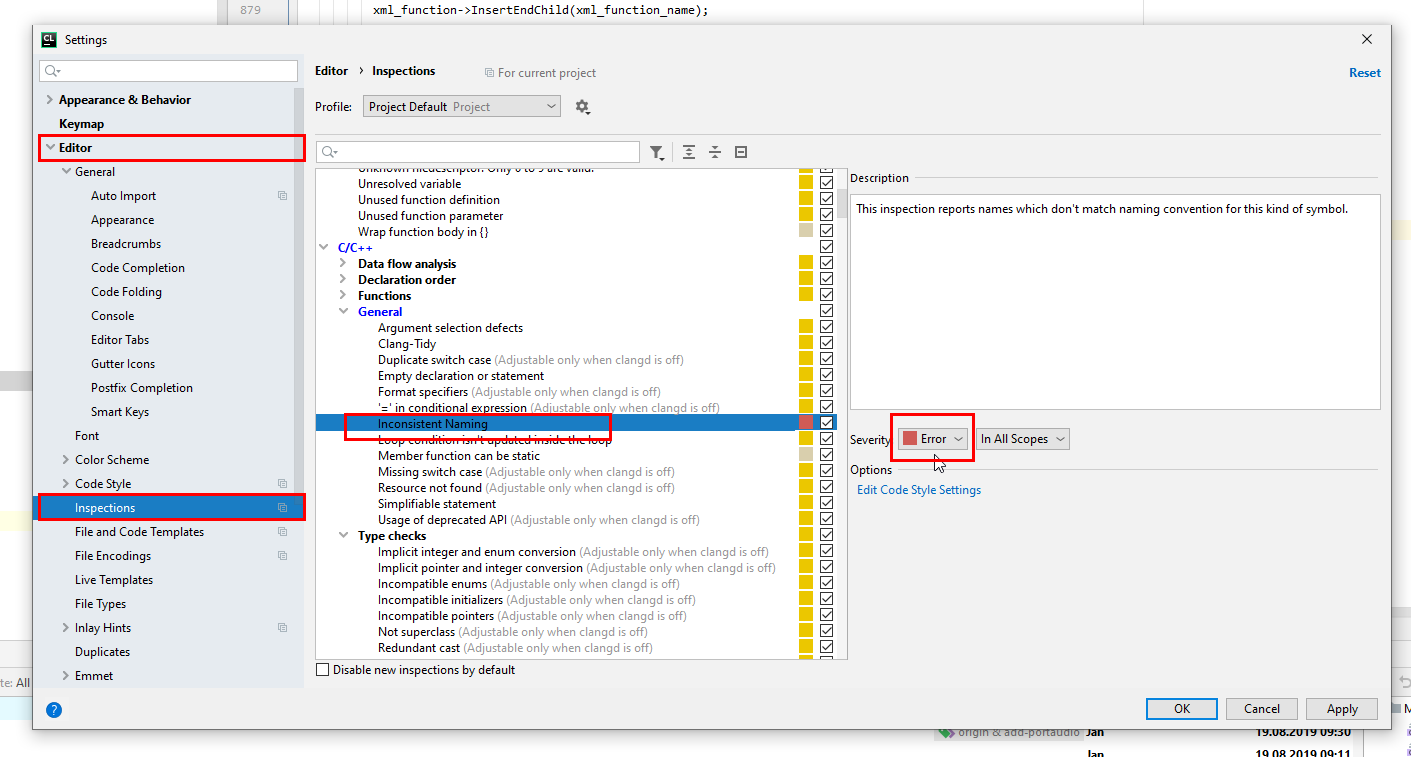 879
xml_function->InsertEndChild(xml_function_name);
CL
Settings
Appearance & Behavior
Keymap
Editor
General
Auto Import
Appearance
Breadcrumbs
Code Completion
Code Folding
Console
Editor Tabs
Gutter Icons
Postfix Completion
Smart Keys
Font
Color Scheme
Code Style
Inspections
File and Code Templates
File Encodings
Live Templates
File Types
Inlay Hints
Duplicates
Emmet
Editor › Inspections
For current project
Reset
Profile:
Project Default Project
Unresolved variable
Unused function definition
Unused function parameter
Wrap function body in {}
C/C++
Data flow analysis
Declaration order
Functions
General
Argument selection defects
Clang-Tidy
Duplicate switch case (Adjustable only when clangd is off)
Empty declaration or statement
Format specifiers (Adjustable only when clangd is off)
'=' in conditional expression (Adjustable only when clangd is off)
Inconsistent Naming
Loop condition isn't updated inside the loop
Member function can be static
Missing switch case (Adjustable only when clangd is off)
Resource not found (Adjustable only when clangd is off)
Simplifiable statement
Usage of deprecated API (Adjustable only when clangd is off)
Type checks
Implicit integer and enum conversion (Adjustable only when clangd is off)
Implicit pointer and integer conversion (Adjustable only when clangd is off)
Incompatible enums (Adjustable only when clangd is off)
Incompatible initializers (Adjustable only when clangd is off)
Incompatible pointers (Adjustable only when clangd is off)
Not superclass (Adjustable only when clangd is off)
Redundant cast (Adjustable only when clangd is off)
Disable new inspections by default
Description
This inspection reports names which don't match naming convention for this kind of symbol.
Severity
Error
In All Scopes
Options
Edit Code Style Settings
?
OK
Cancel
Apply
te: All
M
origin & add-portaudio Jan
19.08.2019 09:30
Jan
19.08.2019 09:11